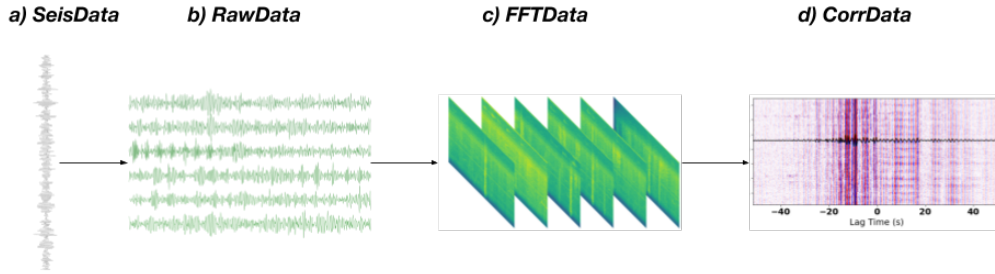 a) SeisData
b) RawData
c) FFTData
d) CorrData
−40 −20 0 20 40
Lag Time (s)